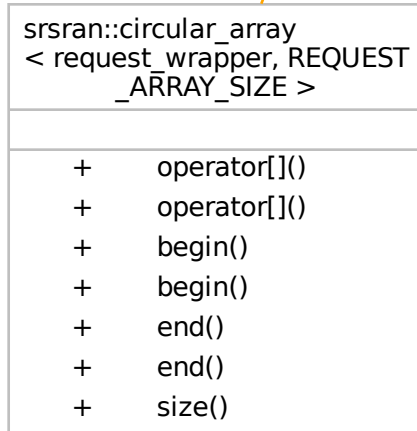 srsran::circular_array
< request_wrapper, REQUEST
_ARRAY_SIZE >
+ operator[]()
+ operator[]()
+ begin()
+ begin()
+ end()
+ end()
+ size()